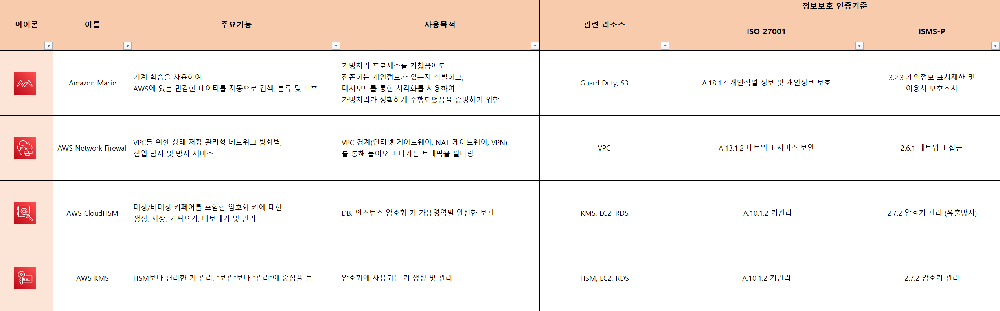 정보보호 인증기준
아이콘
이름
주요기능
사용목적
관련 리소스
ISO 27001
ISMS-P
Amazon Macie
기계 학습을 사용하여
AWS에 있는 민감한 데이터를 자동으로 검색, 분류 및 보호
가명처리 프로세스를 거쳤음에도
잔존하는 개인정보가 있는지 식별하고,
대시보드를 통한 시각화를 사용하여
가명처리가 정확하게 수행되었음을 증명하기 위함
Guard Duty, S3
A.18.1.4 개인식별 정보 및 개인정보 보호
3.2.3 개인정보 표시제한 및
이용시 보호조치
AWS Network Firewall
VPC를 위한 상태 저장 관리형 네트워크 방화벽,
침입 탐지 및 방지 서비스
VPC 경계(인터넷 게이트웨이, NAT 게이트웨이, VPN)
를 통해 들어오고 나가는 트래픽을 필터링
VPC
A.13.1.2 네트워크 서비스 보안
2.6.1 네트워크 접근
AWS CloudHSM
대칭/비대칭 키페어를 포함한 암호화 키에 대한
생성, 저장, 가져오기, 내보내기 및 관리
DB, 인스턴스 암호화 키 가용영역별 안전한 보관
KMS, EC2, RDS
A.10.1.2 키관리
2.7.2 암호키 관리 (유출방지)
AWS KMS
HSM보다 편리한 키 관리, "보관"보다 "관리"에 중점을 둠
암호화에 사용되는 키 생성 및 관리
HSM, EC2, RDS
A.10.1.2 키관리
2.7.2 암호키 관리